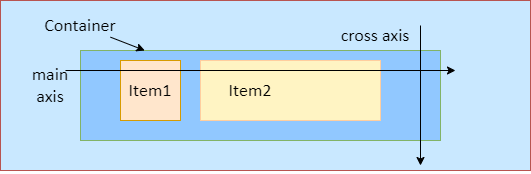 Container
cross axis
main
axis
Item1
Item2